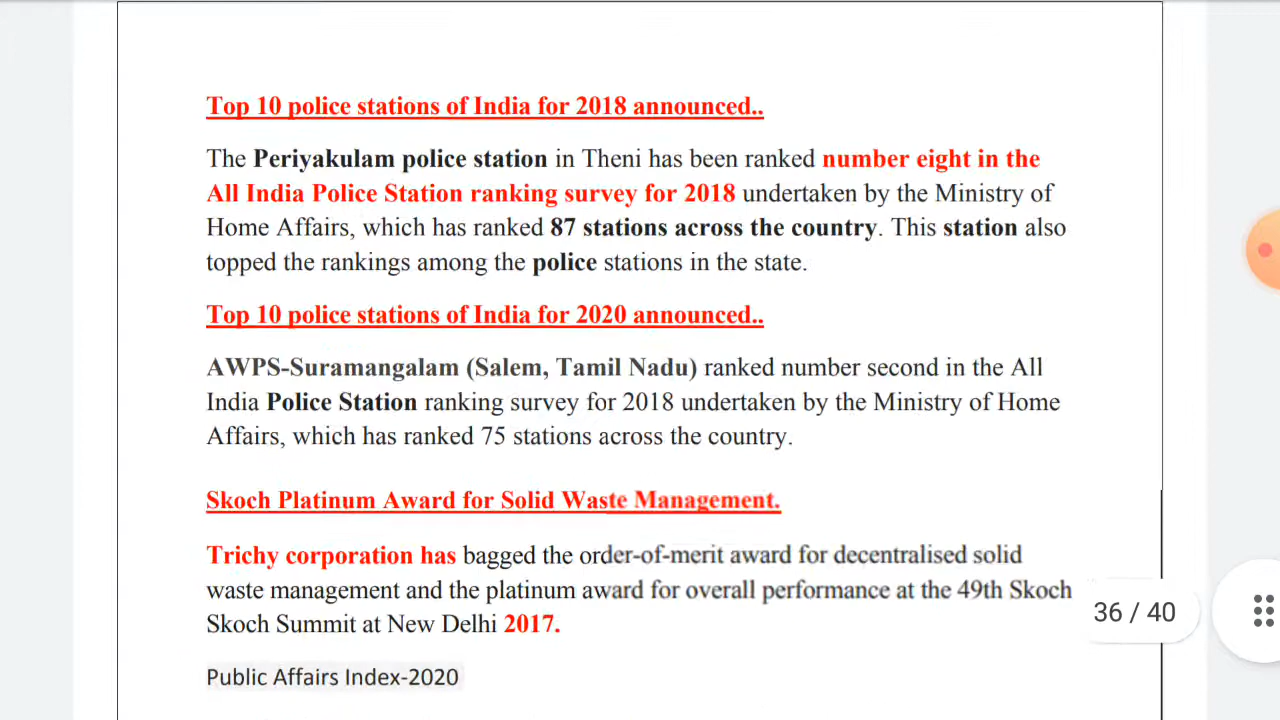 Top 10 police stations of India for 2018 announced..
The Periyakulam police station in Theni has been ranked number eight in the
All India Police Station ranking survey for 2018 undertaken by the Ministry of
Home Affairs, which has ranked 87 stations across the country. This station also
topped the rankings among the police stations in the state.
Top 10 police stations of India for 2020 announced..
AWPS-Suramangalam (Salem, Tamil Nadu) ranked number second in the All
India Police Station ranking survey for 2018 undertaken by the Ministry of Home
Affairs, which has ranked 75 stations across the country.
Skoch Platinum Award for Solid Waste Management.
Trichy corporation has bagged the order-of-merit award for decentralised solid
waste management and the platinum award for overall performance at the 49th Skoch
Skoch Summit at New Delhi 2017.
36 / 40
Public Affairs Index-2020